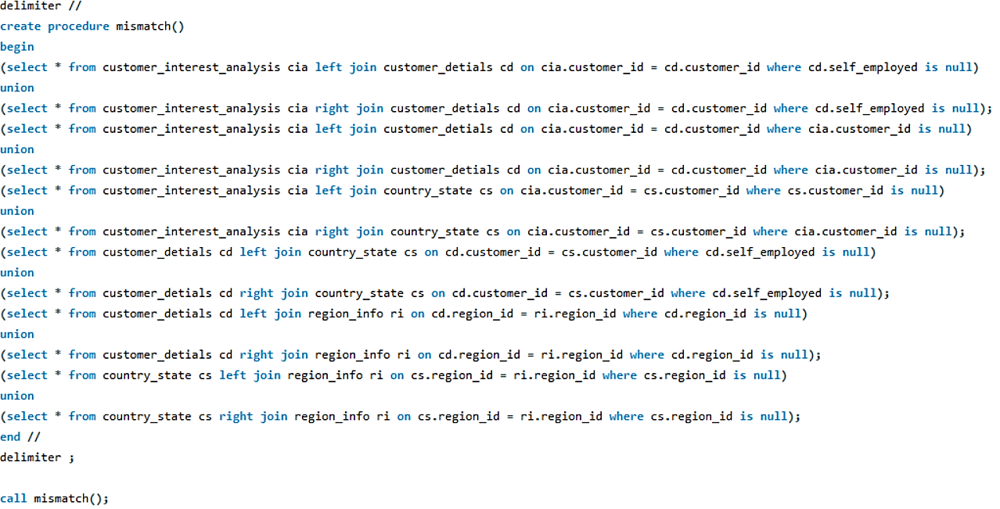 delimiter //
create procedure mismatch()
begin
(select * from customer_interest_analysis cia left join customer_detials cd on cia.customer_id = cd.customer_id where cd.self_employed is null)
union
(select * from customer_interest_analysis cia right join customer_detials cd on cia.customer_id = cd.customer_id where cd.self_employed is null);
(select * from customer_interest_analysis cia left join customer_detials cd on cia.customer_id = cd.customer_id where cia.customer_id is null)
union
(select * from customer_interest_analysis cia right join customer_detials cd on cia.customer_id = cd.customer_id where cia.customer_id is null);
(select * from customer_interest_analysis cia left join country_state cs on cia.customer_id = cs.customer_id where cs.customer_id is null)
union
(select * from customer_interest_analysis cia right join country_state cs on cia.customer_id = cs.customer_id where cia.customer_id is null);
(select * from customer_detials cd left join country_state cs on cd.customer_id = cs.customer_id where cd.self_employed is null)
union
(select * from customer_detials cd right join country_state cs on cd.customer_id = cs.customer_id where cd.self_employed is null);
(select * from customer_detials cd left join region_info ri on cd.region_id = ri.region_id where cd.region_id is null)
union
(select * from customer_detials cd right join region_info ri on cd.region_id = ri.region_id where cd.region_id is null);
(select * from country_state cs left join region_info ri on cs.region_id = ri.region_id where cs.region_id is null)
union
(select * from country_state cs right join region_info ri on cs.region_id = ri.region_id where cs.region_id is null);
end //
delimiter ;
call mismatch();